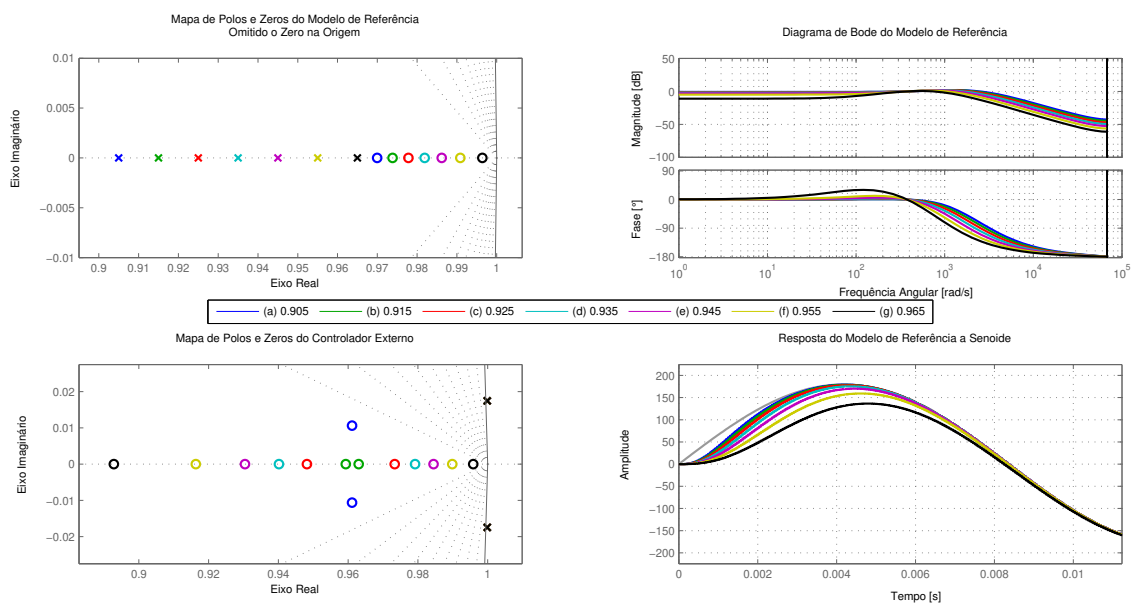 Mapa de Polos e Zeros do Modelo de Referência
Omitido o Zero na Origem
Eixo Imaginário
0.01
0.005
0
−0.005
−0.01
0.9 0.91 0.92 0.93 0.94 0.95 0.96 0.97 0.98 0.99 1
Eixo Real
Diagrama de Bode do Modelo de Referência
Magnitude [dB]
50
0
−50
−100
Fase [°]
90
0
−90
−180
10^0 10^1 10^2 10^3 10^4 10^5
Frequência Angular [rad/s]
(a) 0.905 (b) 0.915 (c) 0.925 (d) 0.935 (e) 0.945 (f) 0.955 (g) 0.965
Mapa de Polos e Zeros do Controlador Externo
Eixo Imaginário
0.02
0.01
0
−0.01
−0.02
0.9 0.92 0.94 0.96 0.98 1
Eixo Real
Resposta do Modelo de Referência a Senoide
Amplitude
200
150
100
50
0
−50
−100
−150
−200
0 0.002 0.004 0.006 0.008 0.01
Tempo [s]